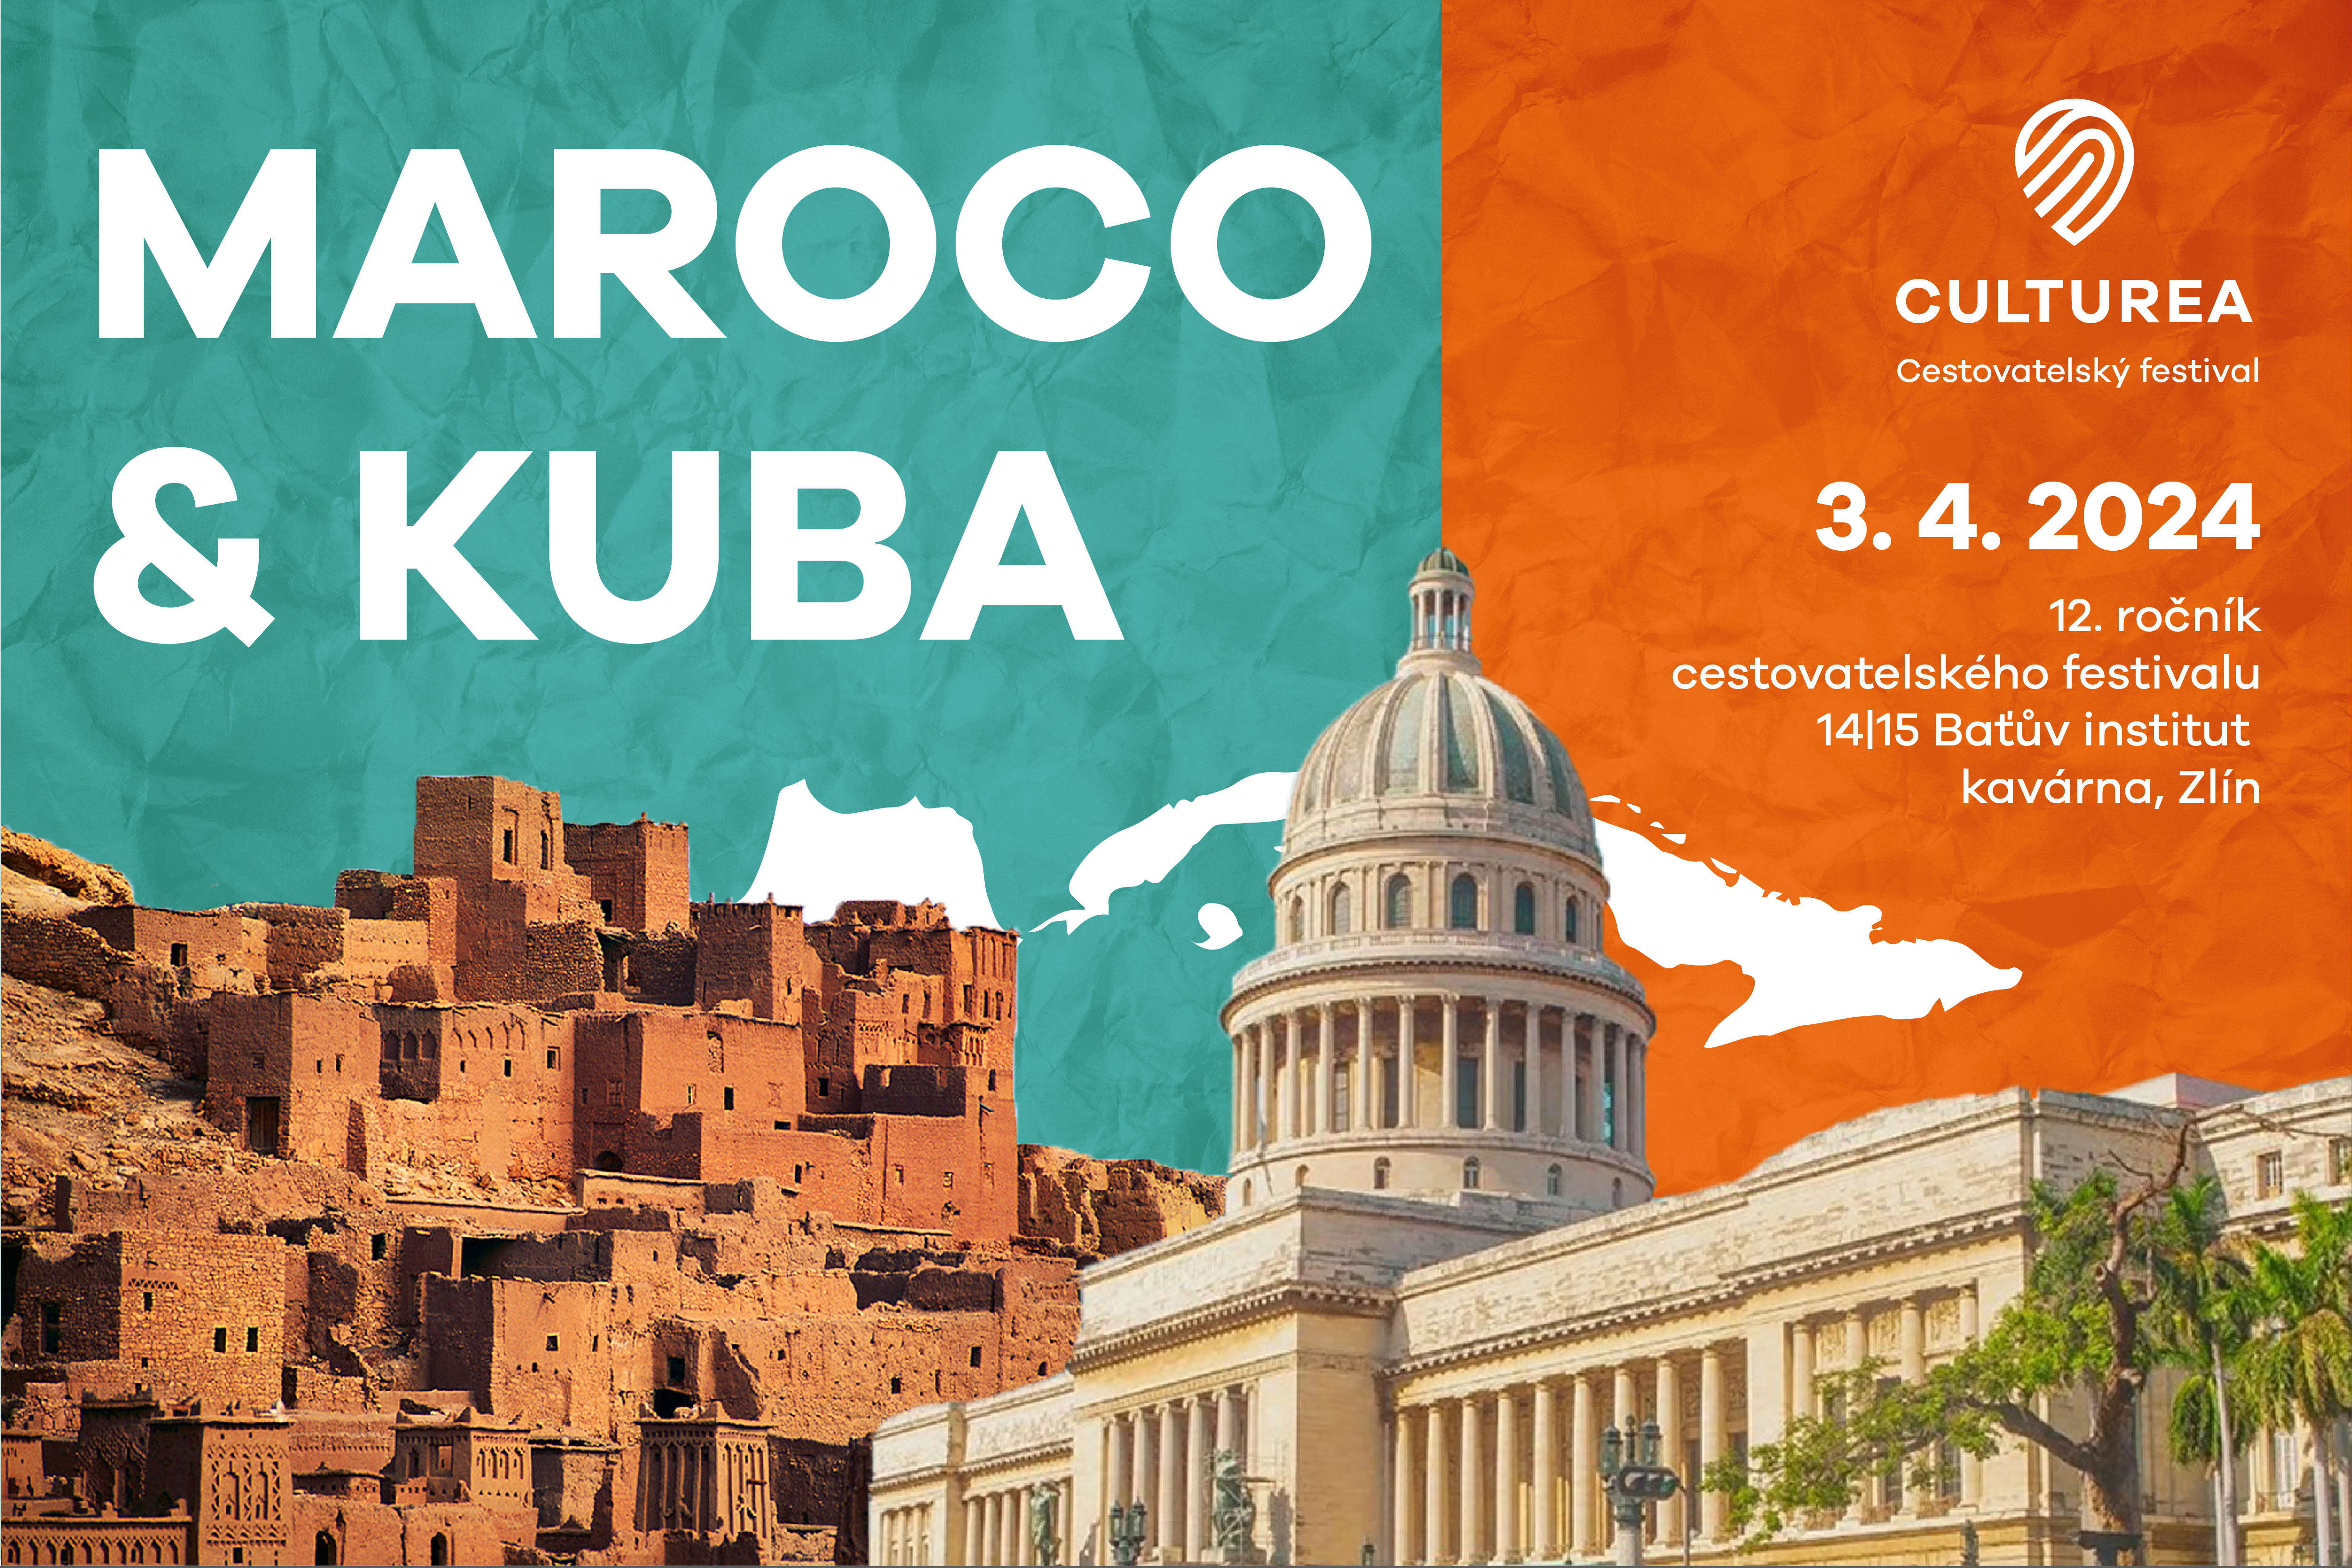 MAROCO
& KUBA
CULTUREA
Cestovatelský festival
3. 4. 2024
12. ročník
cestovatelského festivalu
14|15 Baťův institut
kavárna, Zlín